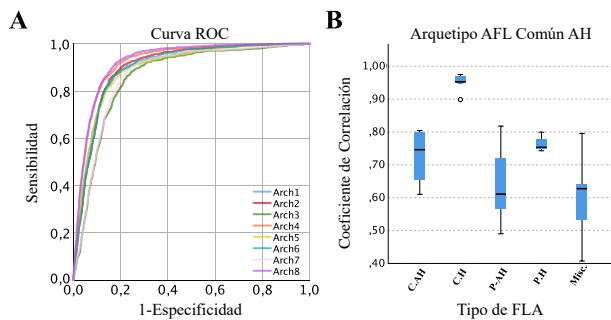 A
Curva ROC
Sensibilidad
1,0
0,8
0,6
0,4
0,2
0,0
Arch1
Arch2
Arch3
Arch4
Arch5
Arch6
Arch7
Arch8
0,0 0,2 0,4 0,6 0,8 1,0
1-Especificidad
B
Arquetipo AFL Común AH
Coeficiente de Correlación
1,00
,90
,80
,70
,60
,50
,40
C.AH C.H P-AH P.H Misc.
Tipo de FLA